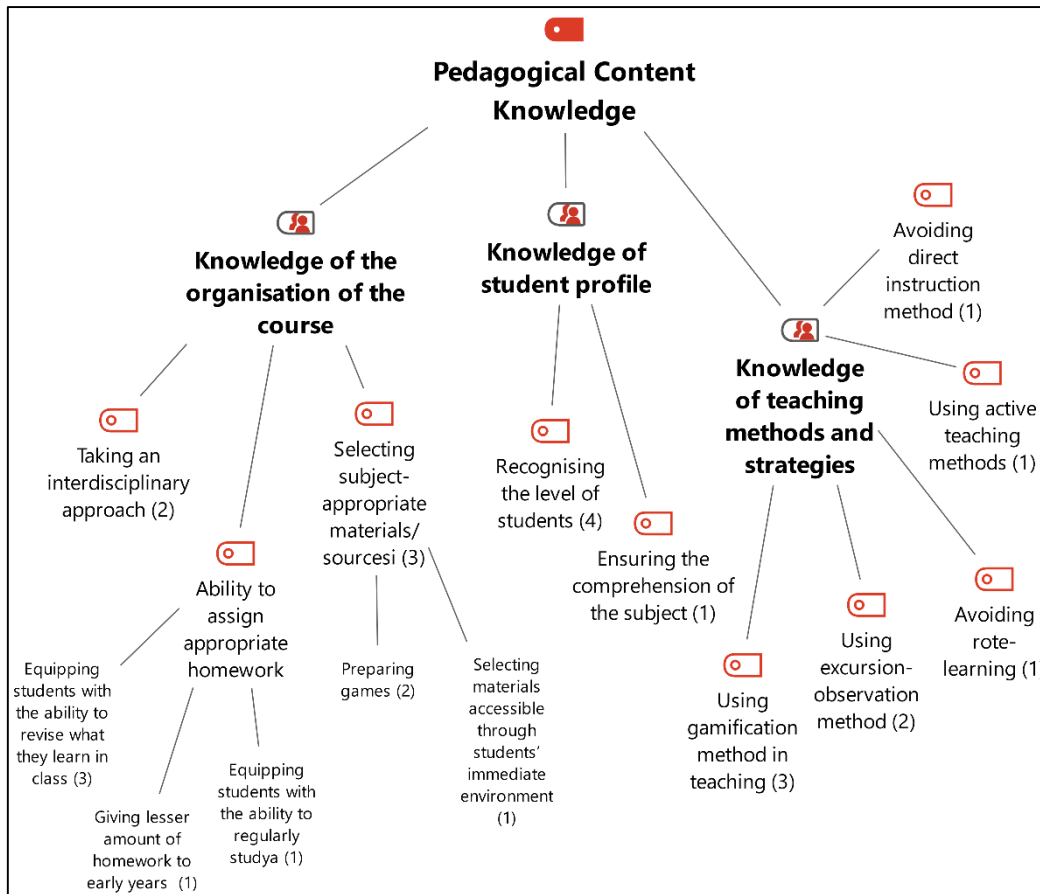 Pedagogical Content
Knowledge
Knowledge of the
organisation of the
course
Knowledge of
student profile
Knowledge
of teaching
methods and
strategies
Avoiding
direct
instruction
method (1)
Using active
teaching
methods (1)
Avoiding
rote-
learning (1)
Using
excursion-
observation
method (2)
Using
gamification
method in
teaching (3)
Taking an
interdisciplinary
approach (2)
Selecting
subject-
appropriate
materials/
sourcesi (3)
Recognising
the level of
students (4)
Ensuring the
comprehension of
the subject (1)
Ability to
assign
appropriate
homework
Equipping
students with
the ability to
revise what
they learn in
class (3)
Giving lesser
amount of
homework to
early years (1)
Equipping
students with
the ability to
regularly
studya (1)
Preparing
games (2)
Selecting
materials
accessible
through
students’
immediate
environment
(1)